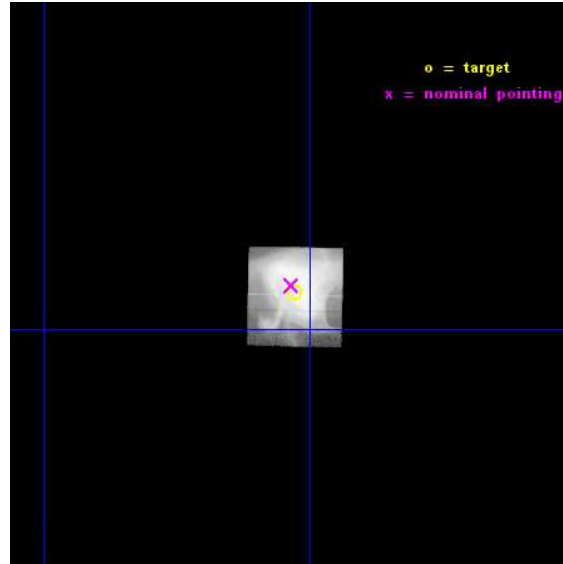 o = target
x = nominal pointing